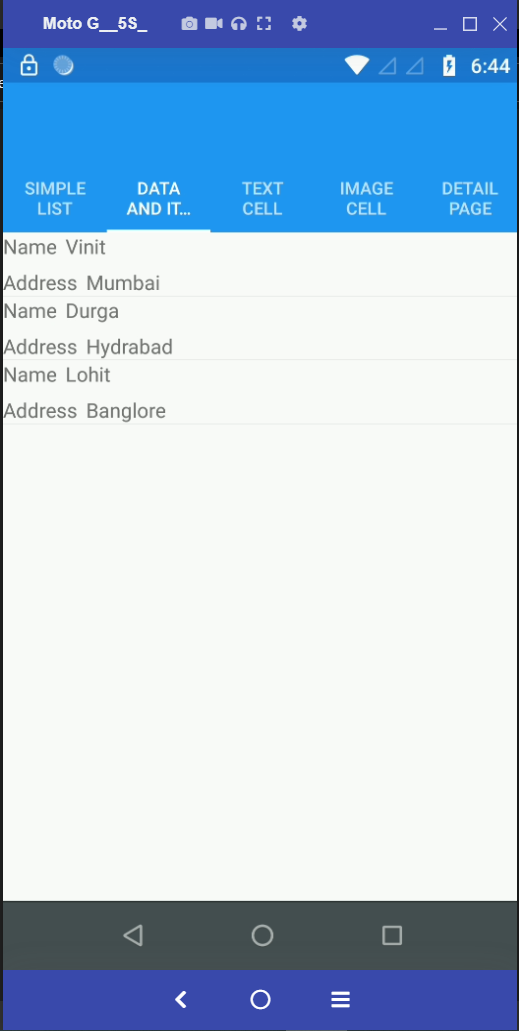 Moto G__5S_
6:44
SIMPLE LIST
DATA AND IT...
TEXT CELL
IMAGE CELL
DETAIL PAGE
Name Vinit
Address Mumbai
Name Durga
Address Hydrabad
Name Lohit
Address Banglore